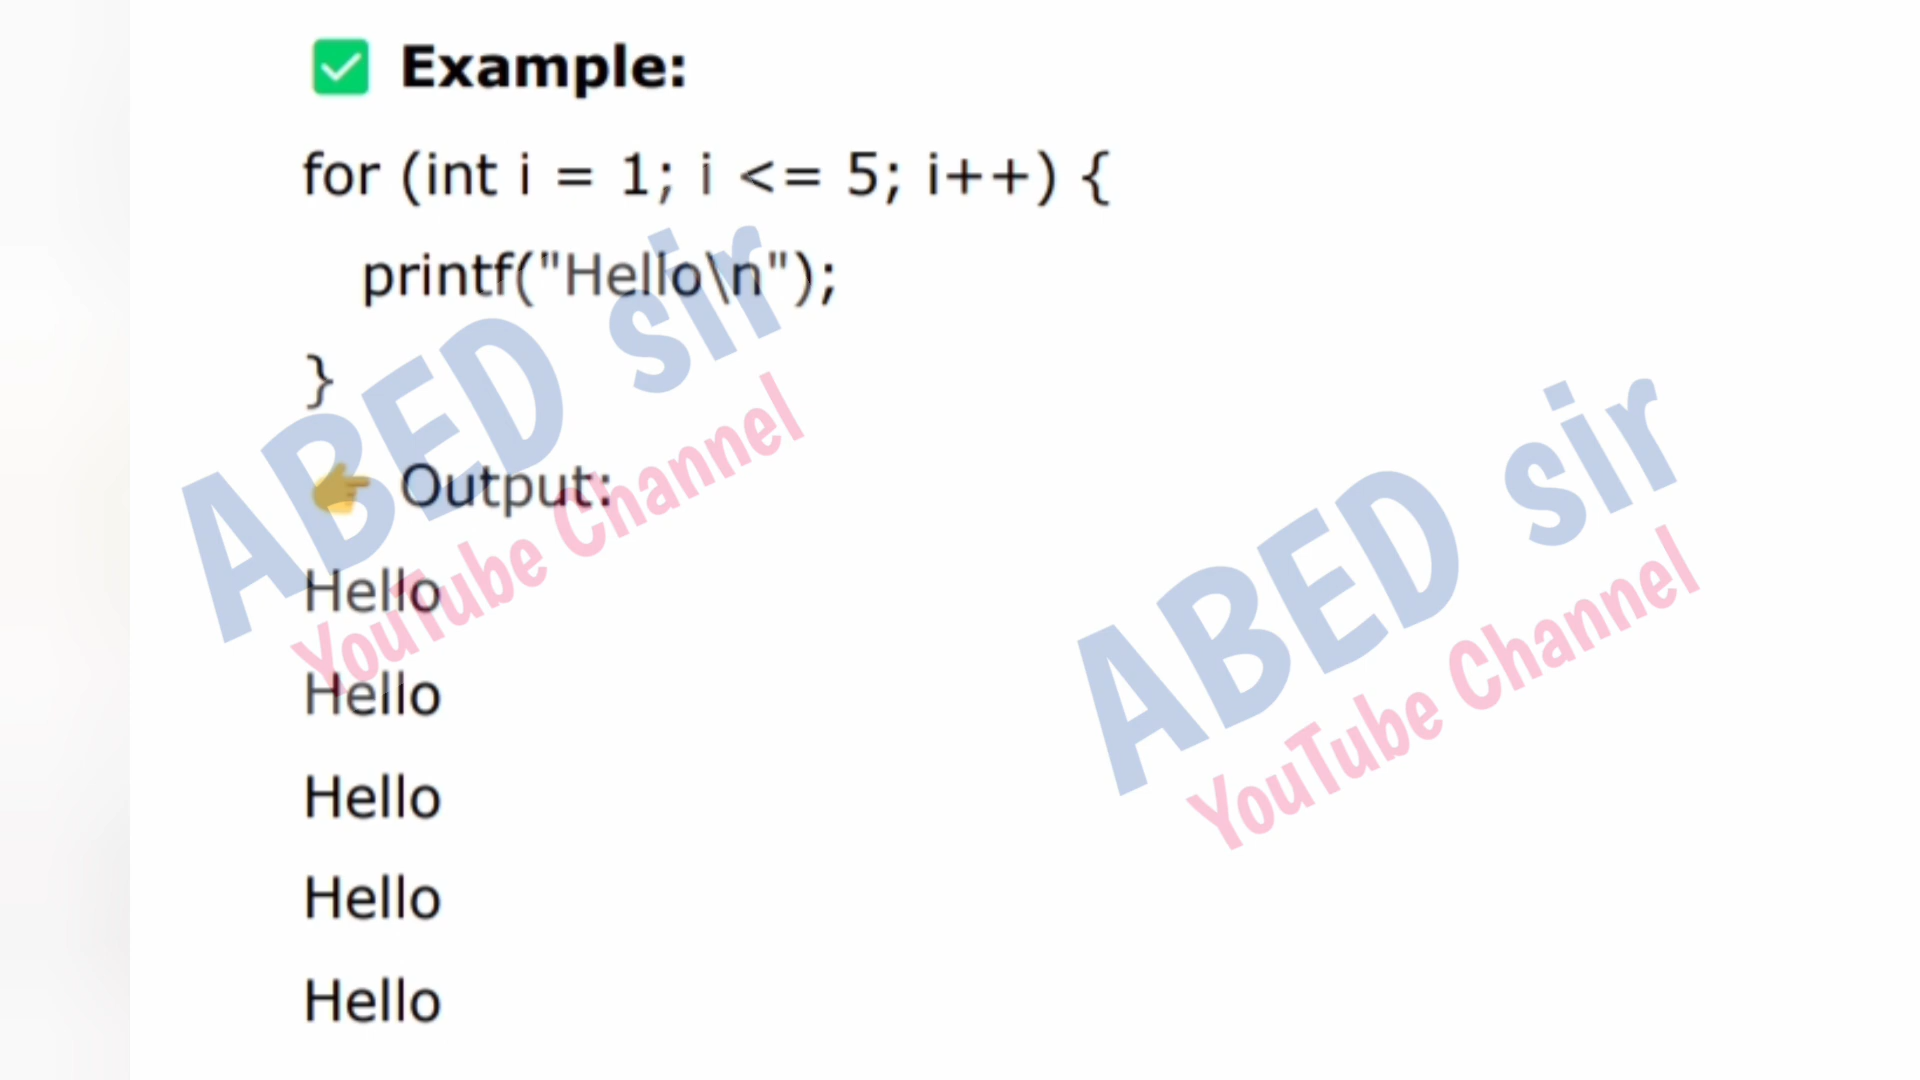 ✅ Example:
for (int i = 1; i <= 5; i++) {
printf("Hello\n");
}
👉 Output:
Hello
Hello
Hello
Hello
Hello
ABED sir
YouTube Channel
ABED sir
YouTube Channel